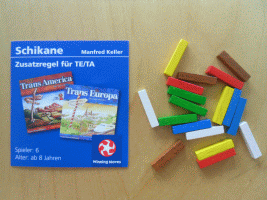 Schikane
Manfred Keller
Zusatzregel für TE/TA
Trans America
Trans Europa
Spieler: 6
Alter: ab 8 Jahren
Winning Moves